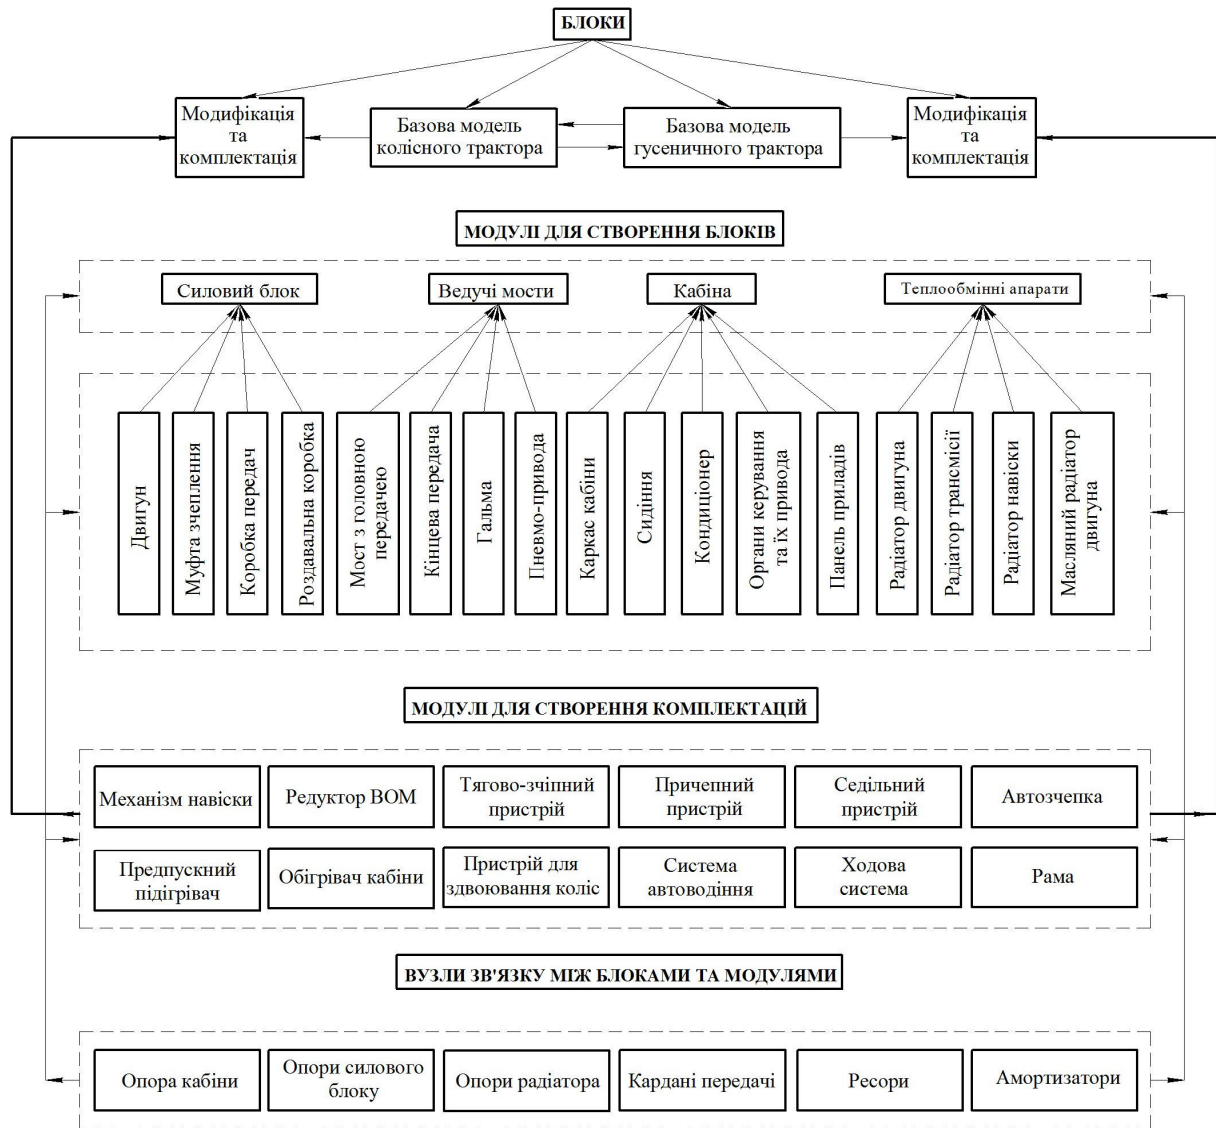 БЛОКИ
Модифікація
та
комплектація
Базова модель
колісного трактора
Базова модель
гусеничного трактора
Модифікація
та
комплектація
МОДУЛІ ДЛЯ СТВОРЕННЯ БЛОКІВ
Силовий блок
Ведучі мости
Кабіна
Теплообмінні апарати
Двигун
Муфта зчеплення
Коробка передач
Роздавальна коробка
Мост з головною
передачею
Кінцева передача
Гальма
Пневмо-привода
Каркас кабіни
Сидіння
Кондиціонер
Органи керування
та їх привода
Панель приладів
Радіатор двигуна
Радіатор трансмісії
Радіатор навіски
Масляний радіатор
двигуна
МОДУЛІ ДЛЯ СТВОРЕННЯ КОМПЛЕКТАЦІЙ
Механізм навіски
Редуктор ВОМ
Тягово-зчіпний
пристрій
Причепний
пристрій
Седільний
пристрій
Автозчепка
Предпускний
підігрівач
Обігрівач кабіни
Пристрій для
здвоювання коліс
Система
автоводіння
Ходова
система
Рама
ВУЗЛИ ЗВ'ЯЗКУ МІЖ БЛОКАМИ ТА МОДУЛЯМИ
Опора кабіни
Опори силового
блоку
Опори радіатора
Кардані передачі
Ресори
Амортизатори